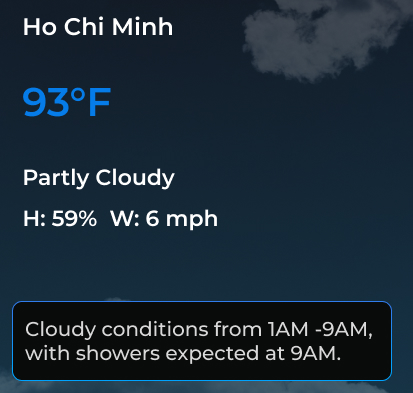 Ho Chi Minh
93°F
Partly Cloudy
H: 59%  W: 6 mph
Cloudy conditions from 1AM -9AM,
with showers expected at 9AM.